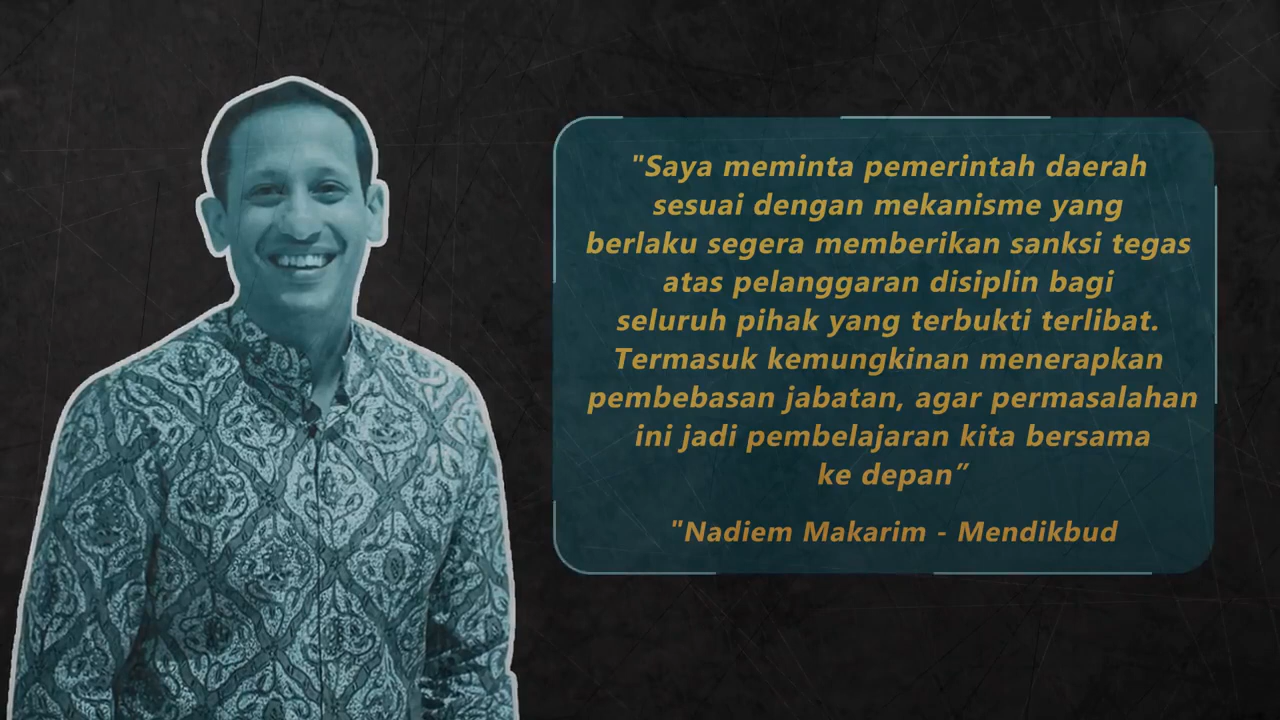 "Saya meminta pemerintah daerah
sesuai dengan mekanisme yang
berlaku segera memberikan sanksi tegas
atas pelanggaran disiplin bagi
seluruh pihak yang terbukti terlibat.
Termasuk kemungkinan menerapkan
pembebasan jabatan, agar permasalahan
ini jadi pembelajaran kita bersama
ke depan”
"Nadiem Makarim - Mendikbud